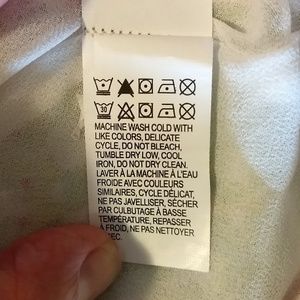 30
MACHINE WASH COLD WITH
LIKE COLORS, DELICATE
CYCLE, DO NOT BLEACH,
TUMBLE DRY LOW, COOL
IRON, DO NOT DRY CLEAN.
LAVER À LA MACHINE À L'EAU
FROIDE AVEC COULEURS
SIMILAIRES, CYCLE DÉLICAT,
NE PAS JAVELLISER, SÉCHER
PAR CULBUTAGE À BASSE
TEMPÉRATURE, REPASSER
À FROID, NE PAS NETTOYER
SEC.